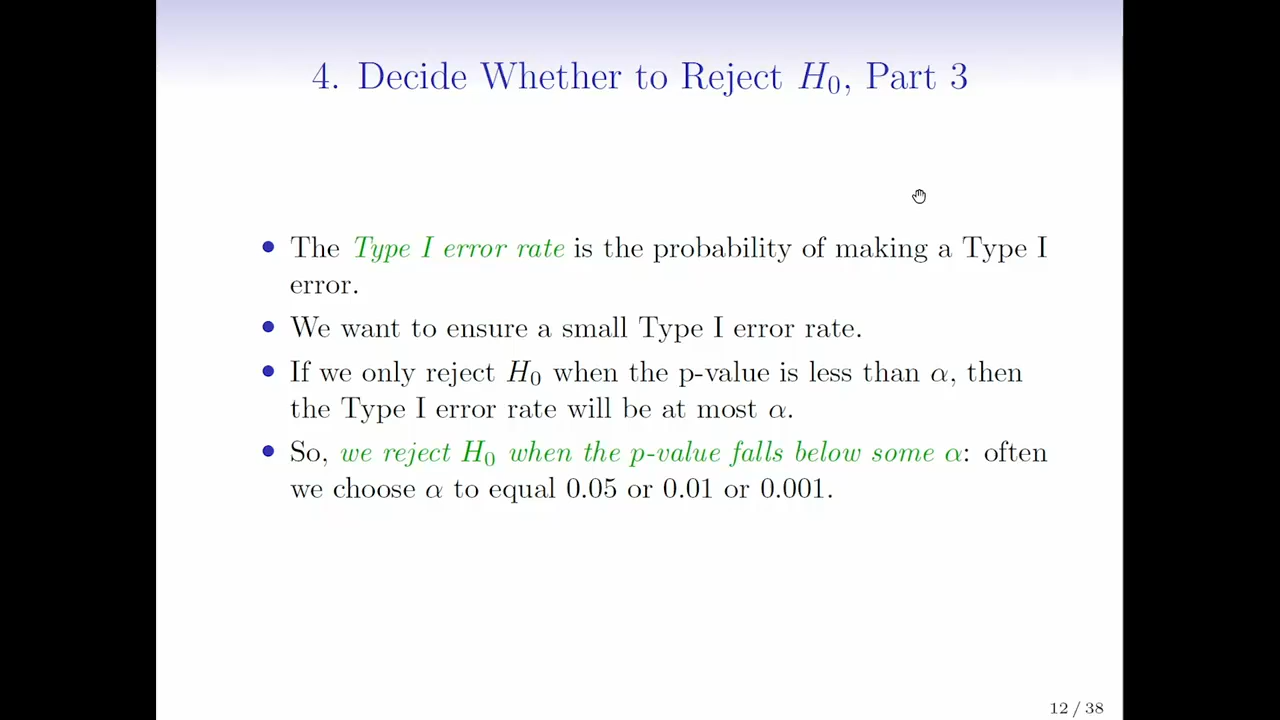 4. Decide Whether to Reject H₀, Part 3
• The Type I error rate is the probability of making a Type I
error.
• We want to ensure a small Type I error rate.
• If we only reject H₀ when the p-value is less than α, then
the Type I error rate will be at most α.
• So, we reject H₀ when the p-value falls below some α: often
we choose α to equal 0.05 or 0.01 or 0.001.
12 / 38